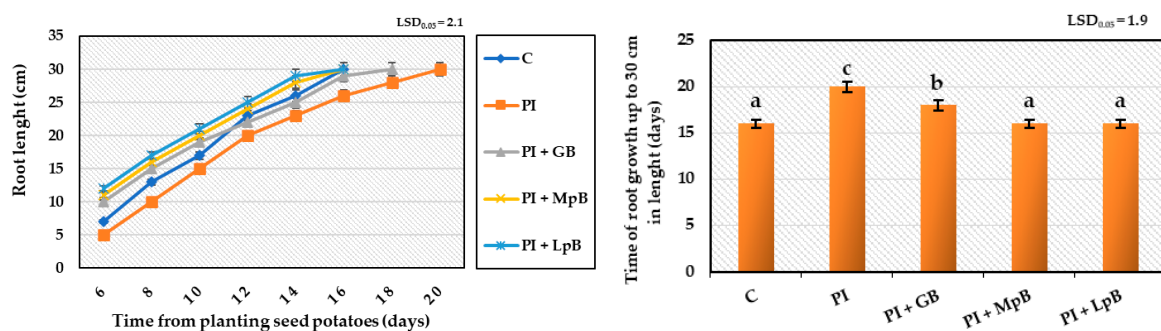 LSD0.05 = 2.1
35
30
25
20
15
10
5
0
Root lenght (cm)
6
8
10
12
14
16
18
20
Time from planting seed potatoes (days)
C
PI
PI + GB
PI + MpB
PI + LpB
LSD0.05 = 1.9
25
20
15
10
5
0
Time of root growth up to 30 cm
in lenght (days)
a
c
b
a
a
C
PI
PI + GB
PI + MpB
PI + LpB